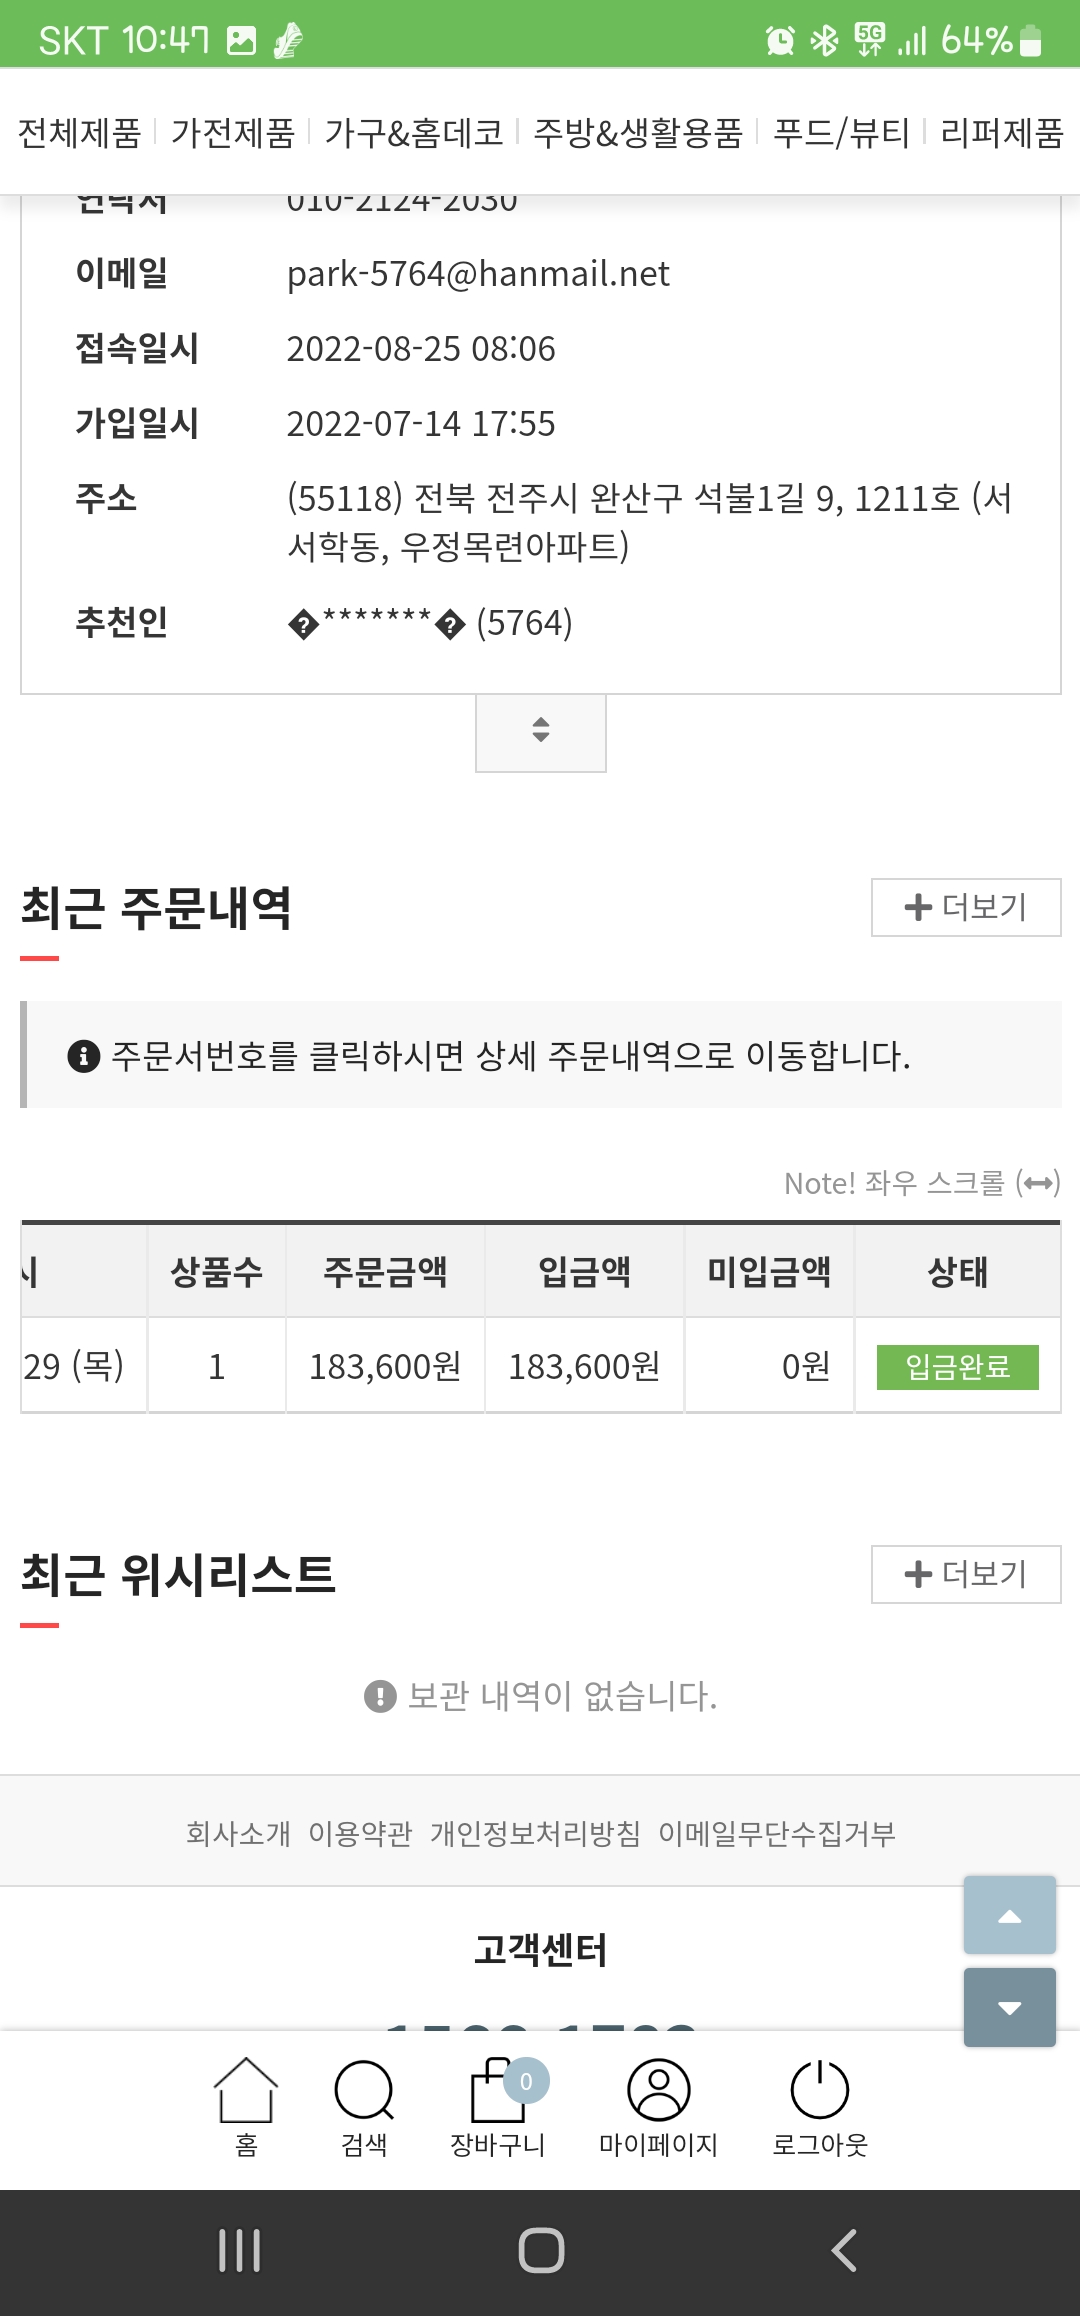 SKT 10:47 5G 64%
전체제품 가전제품 가구&홈데코 주방&생활용품 푸드/뷰티 리퍼제품
연락처 010-2124-2030
이메일 park-5764@hanmail.net
접속일시 2022-08-25 08:06
가입일시 2022-07-14 17:55
주소 (55118) 전북 전주시 완산구 석불1길 9, 1211호 (서
서학동, 우정목련아파트)
추천인 �*******� (5764)
최근 주문내역 더보기
주문서번호를 클릭하시면 상세 주문내역으로 이동합니다.
Note! 좌우 스크롤 (↔)
시 상품수 주문금액 입금액 미입금액 상태
29 (목) 1 183,600원 183,600원 0원 입금완료
최근 위시리스트 더보기
보관 내역이 없습니다.
회사소개 이용약관 개인정보처리방침 이메일무단수집거부
고객센터
0
홈 검색 장바구니 마이페이지 로그아웃